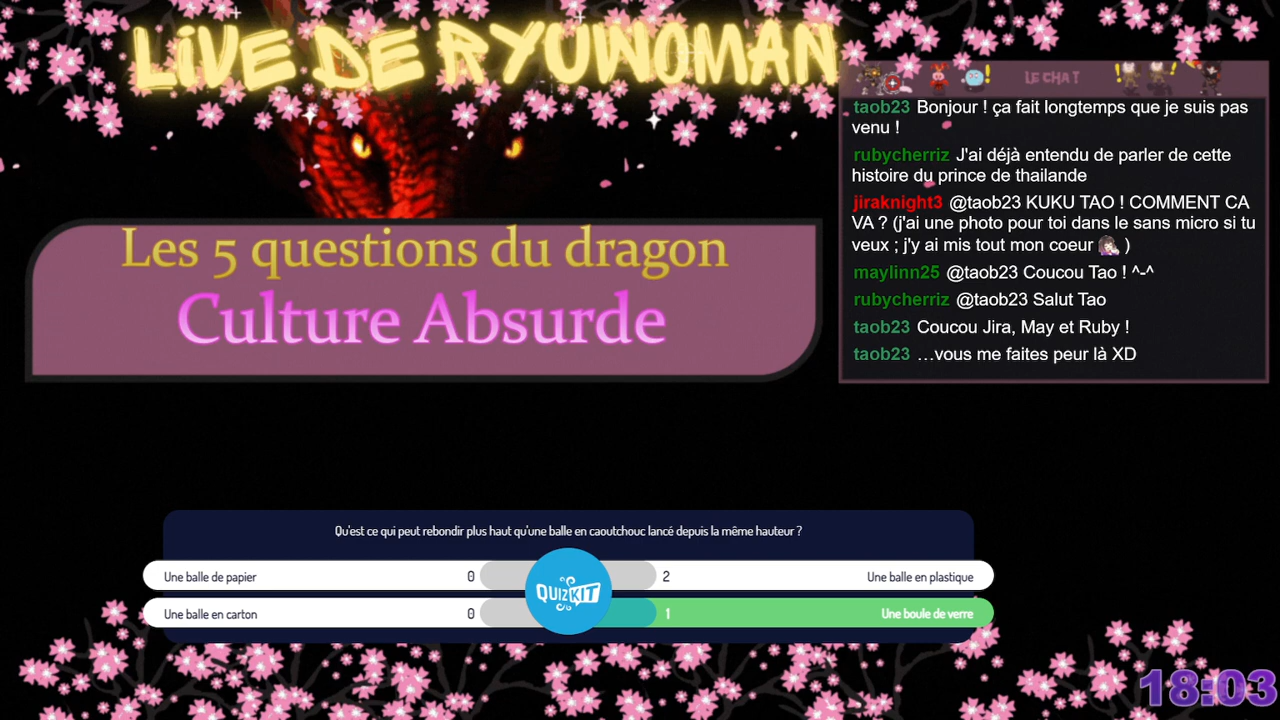 LIVE DE RYUWOMAN
LE CHAT
taob23 Bonjour ! ça fait longtemps que je suis pas
venu !
rubycherriz J'ai déjà entendu de parler de cette
histoire du prince de thailande
jiraknight3 @taob23 KUKU TAO ! COMMENT CA
VA ? (j'ai une photo pour toi dans le sans micro si tu
veux ; j'y ai mis tout mon coeur )
maylinn25 @taob23 Coucou Tao ! ^-^
rubycherriz @taob23 Salut Tao
taob23 Coucou Jira, May et Ruby !
taob23 …vous me faites peur là XD
Les 5 questions du dragon
Culture Absurde
Qu'est ce qui peut rebondir plus haut qu'une balle en caoutchouc lancé depuis la même hauteur ?
Une balle de papier 0
2 Une balle en plastique
Une balle en carton 0
1 Une boule de verre
QUIZKIT
18:03